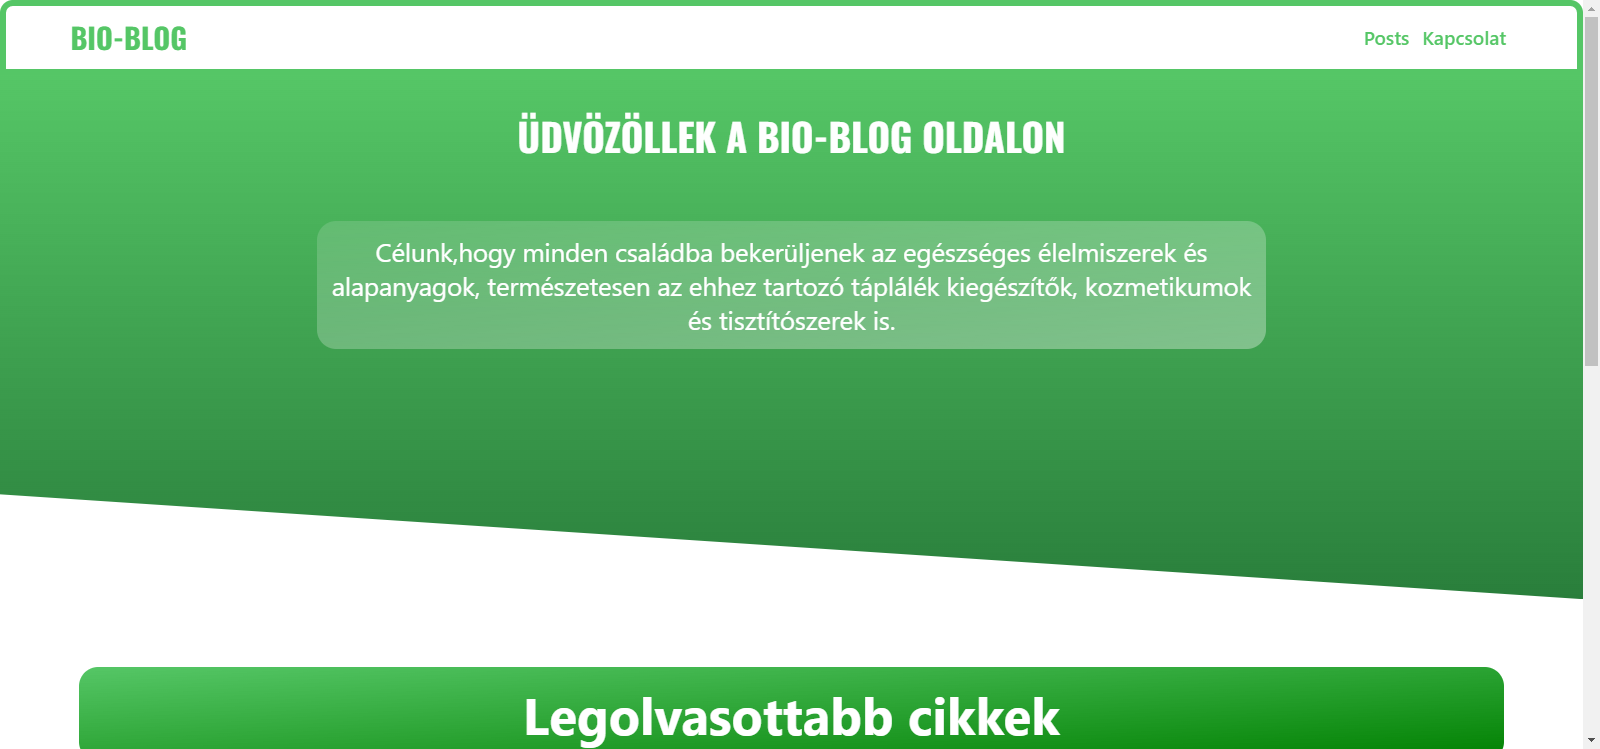 BIO-BLOG
Posts Kapcsolat
ÜDVÖZÖLLEK A BIO-BLOG OLDALON
Célunk,hogy minden családba bekerüljenek az egészséges élelmiszerek és
alapanyagok, természetesen az ehhez tartozó táplálék kiegészítők, kozmetikumok
és tisztítószerek is.
Legolvasottabb cikkek